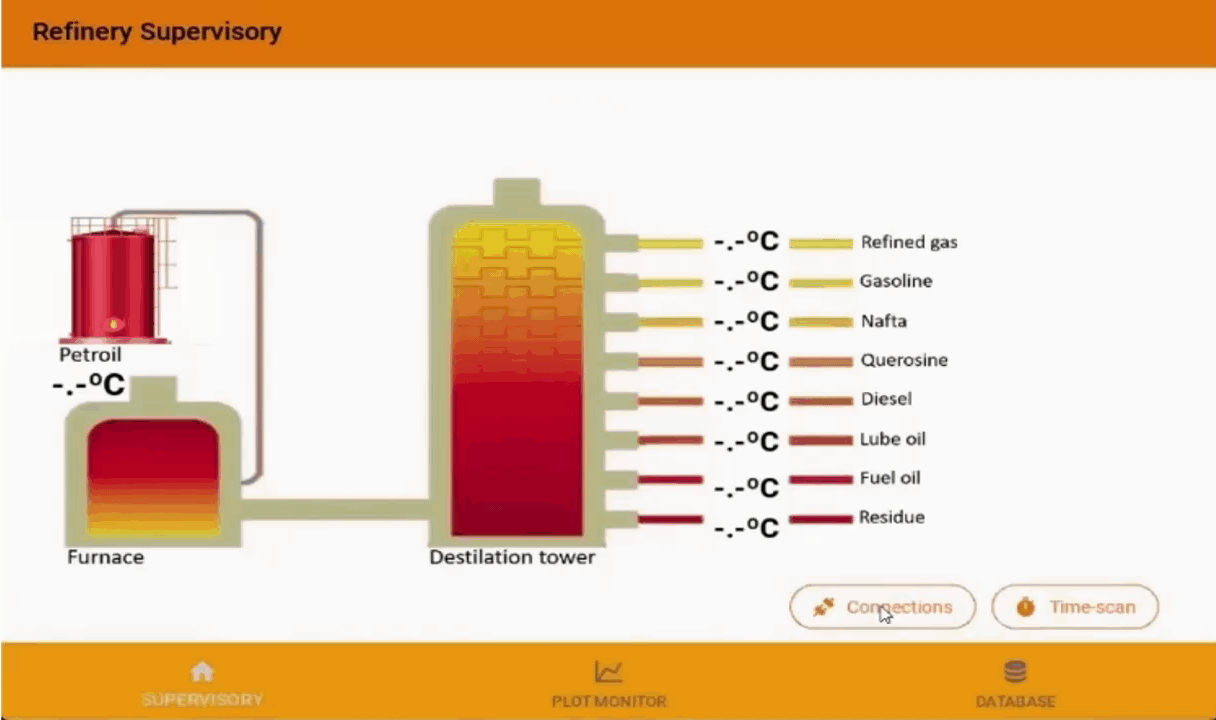 Refinery Supervisory
-.-ºC Refined gas
-.-ºC Gasoline
-.-ºC Nafta
-.-ºC Querosine
-.-ºC Diesel
-.-ºC Lube oil
-.-ºC Fuel oil
-.-ºC Residue
Petroil
-.-ºC
Furnace
Destilation tower
Connections
Time-scan
SUPERVISORY
PLOT MONITOR
DATABASE